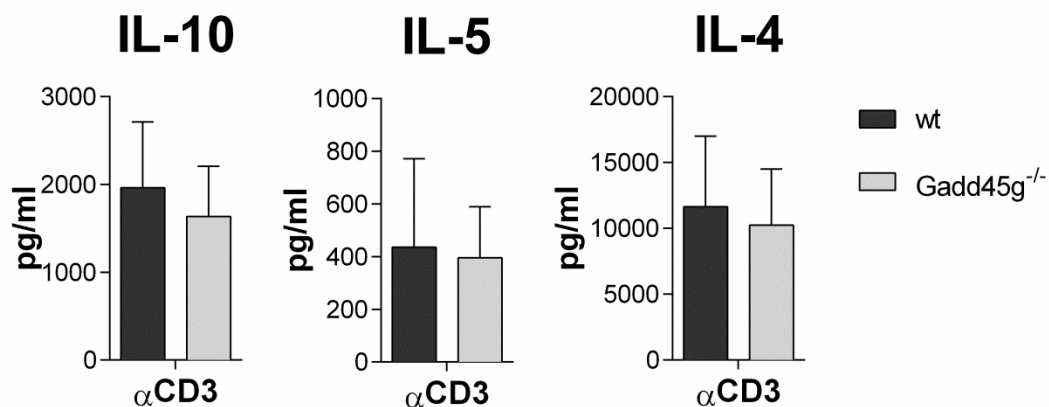 IL-10
IL-5
IL-4
pg/ml
3000
2000
1000
0
αCD3
pg/ml
1000
800
600
400
200
0
αCD3
pg/ml
20000
15000
10000
5000
0
αCD3
wt
Gadd45g-/-